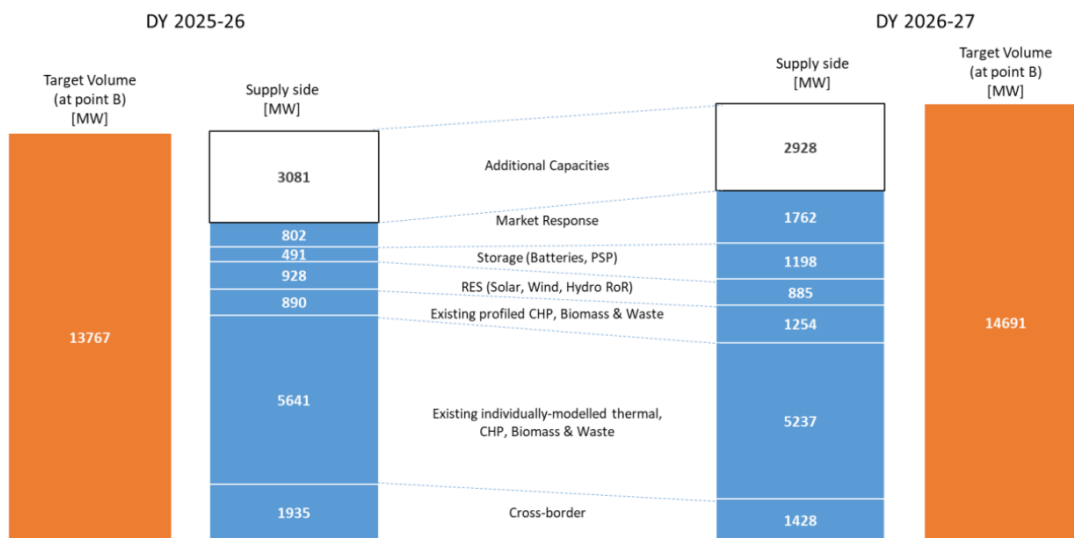 DY 2025-26
DY 2026-27
Target Volume
(at point B)
[MW]
Supply side
[MW]
Supply side
[MW]
Target Volume
(at point B)
[MW]
3081
Additional Capacities
2928
802
Market Response
1762
491
Storage (Batteries, PSP)
1198
928
RES (Solar, Wind, Hydro RoR)
885
890
Existing profiled CHP, Biomass & Waste
1254
13767
14691
5641
Existing individually-modelled thermal,
CHP, Biomass & Waste
5237
1935
Cross-border
1428